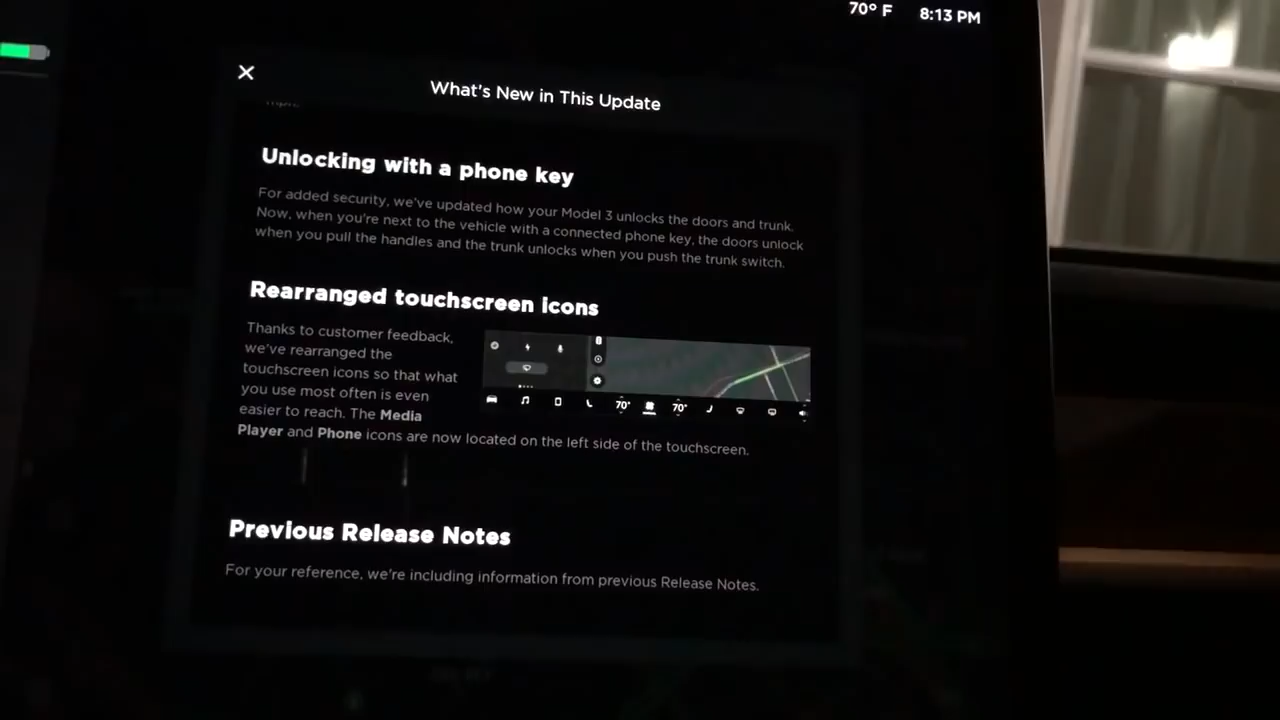 70° F 8:13 PM
What's New in This Update
Unlocking with a phone key
For added security, we've updated how your Model 3 unlocks the doors and trunk.
Now, when you're next to the vehicle with a connected phone key, the doors unlock
when you pull the handles and the trunk unlocks when you push the trunk switch.
Rearranged touchscreen icons
Thanks to customer feedback,
we've rearranged the
touchscreen icons so that what
you use most often is even
easier to reach. The Media
Player and Phone icons are now located on the left side of the touchscreen.
70° 70°
Previous Release Notes
For your reference, we're including information from previous Release Notes.